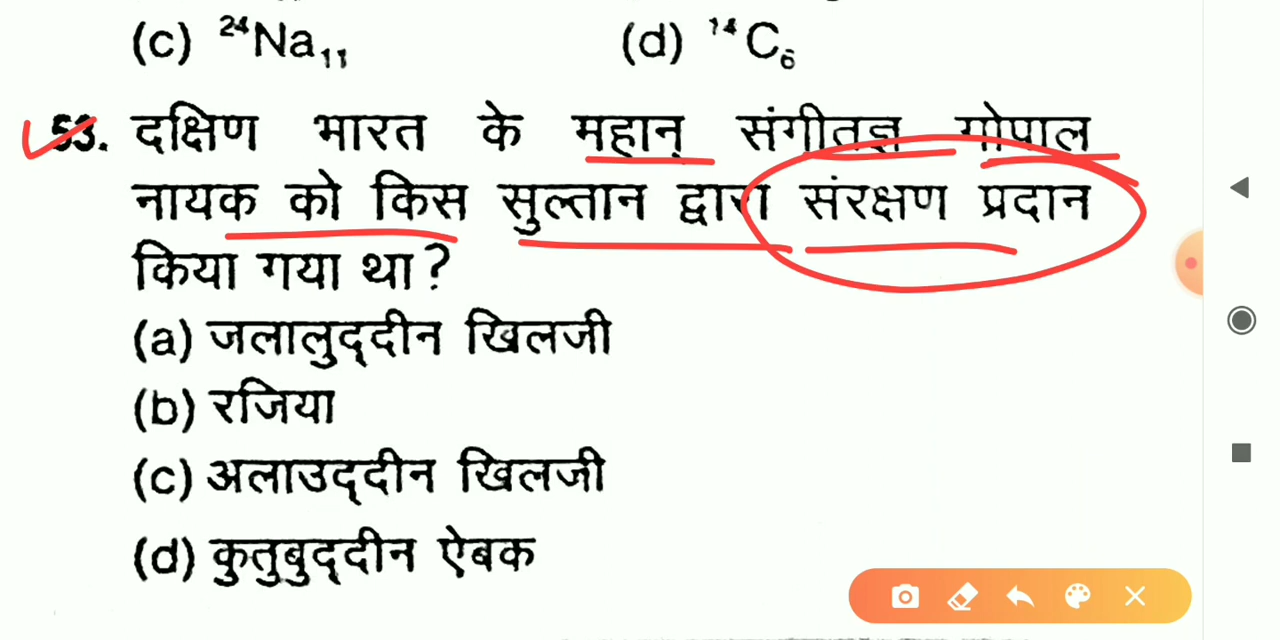 (c) ²⁴Na₁₁ (d) ¹⁴C₆
53. दक्षिण भारत के महान् संगीतज्ञ गोपाल
नायक को किस सुल्तान द्वारा संरक्षण प्रदान
किया गया था?
(a) जलालुद्दीन खिलजी
(b) रजिया
(c) अलाउद्दीन खिलजी
(d) कुतुबुद्दीन ऐबक